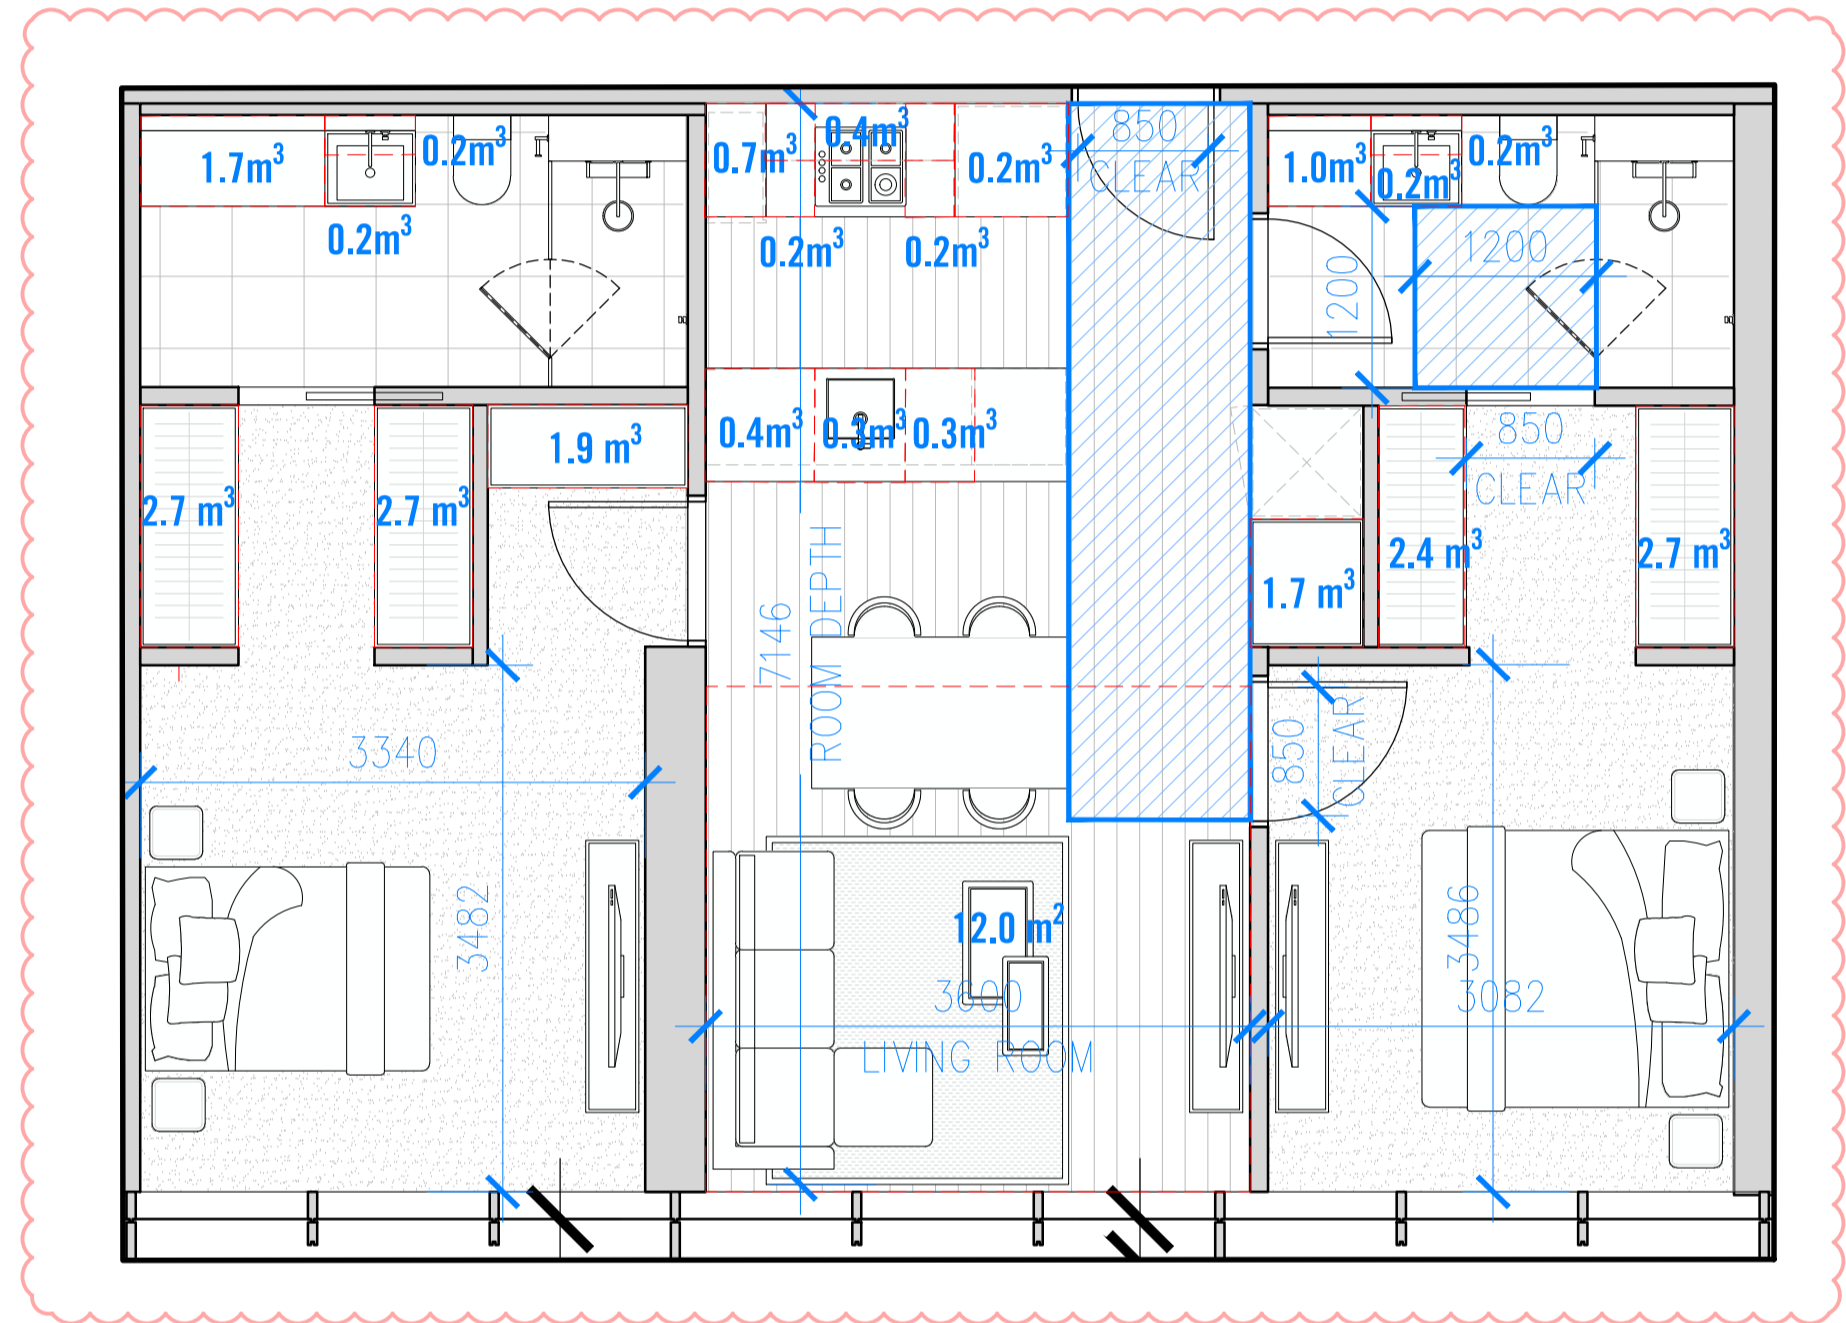 0.4m³
850
CLEAR
0.2m³
0.2m³
1.7m³
0.7m³
0.2m³
1.0m³
0.2m³
0.2m³
0.2m³
0.2m³
1200
1200
0.4m³
0.3m³
0.3m³
1.9 m³
850
CLEAR
2.7 m³
2.7 m³
2.4 m³
2.7 m³
1.7 m³
7146
ROOM DEPTH
3340
850
CLEAR
3482
12.0 m²
3486
3600
LIVING ROOM
3082